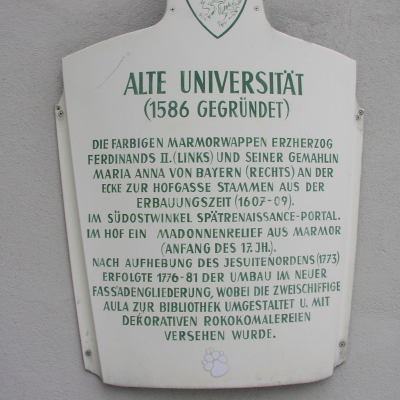 ALTE UNIVERSITÄT
(1586 GEGRÜNDET)
DIE FARBIGEN MARMORWAPPEN ERZHERZOG
FERDINANDS II. (LINKS) UND SEINER GEMAHLIN
MARIA ANNA VON BAYERN (RECHTS) AN DER
ECKE ZUR HOFGASSE STAMMEN AUS DER
ERBAUUNGSZEIT (1607-09).
IM SÜDOSTWINKEL SPÄTRENAISSANCE-PORTAL.
IM HOF EIN MADONNENRELIEF AUS MARMOR
(ANFANG DES 17. JH.).
NACH AUFHEBUNG DES JESUITENORDENS (1773)
ERFOLGTE 1776-81 DER UMBAU IM NEUER
FASSADENGLIEDERUNG, WOBEI DIE ZWEISCHIFFIGE
AULA ZUR BIBLIOTHEK UMGESTALTET U. MIT
DEKORATIVEN ROKOKOMALEREIEN
VERSEHEN WURDE.